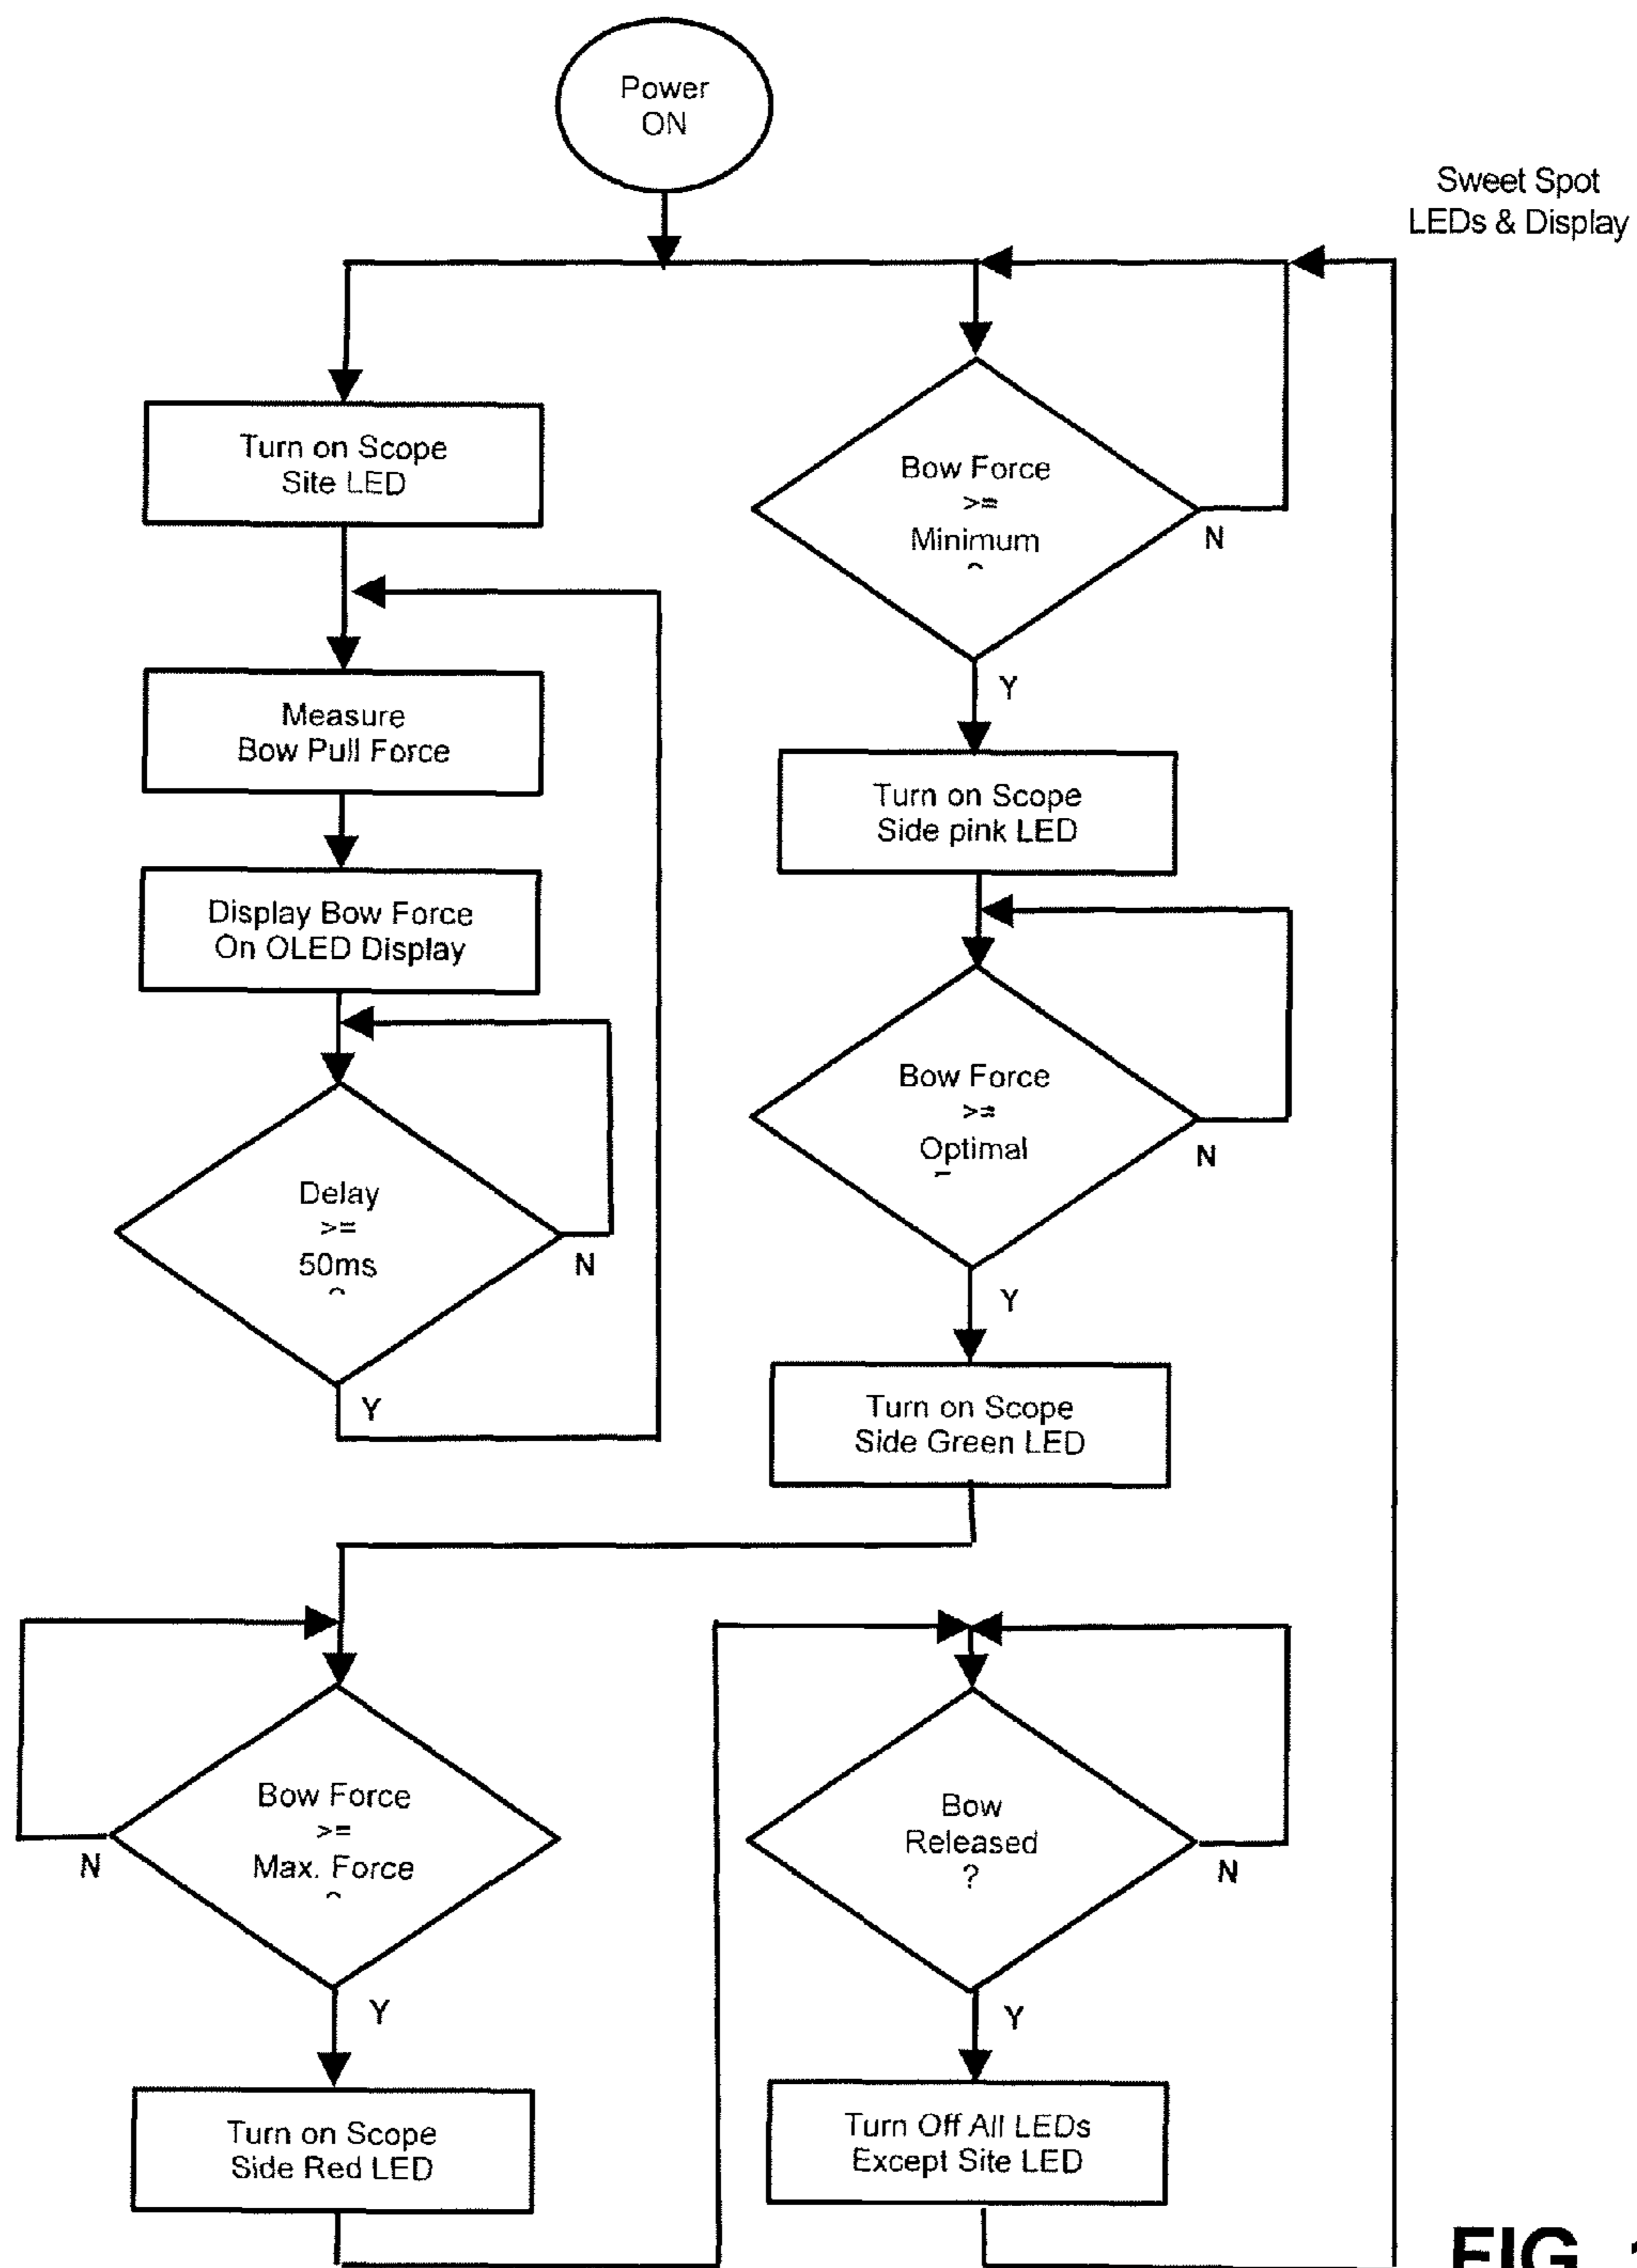 Power
ON
Sweet Spot
LEDs & Display
Turn on Scope
Site LED
Bow Force
>=
Minimum
N
Y
Measure
Bow Pull Force
Turn on Scope
Side pink LED
Display Bow Force
On OLED Display
Bow Force
>=
Optimal
N
Y
Delay
>=
50ms
N
Y
Turn on Scope
Side Green LED
Bow Force
>=
Max. Force
N
Y
Bow
Released
?
N
Y
Turn on Scope
Side Red LED
Turn Off All LEDs
Except Site LED
FIG.